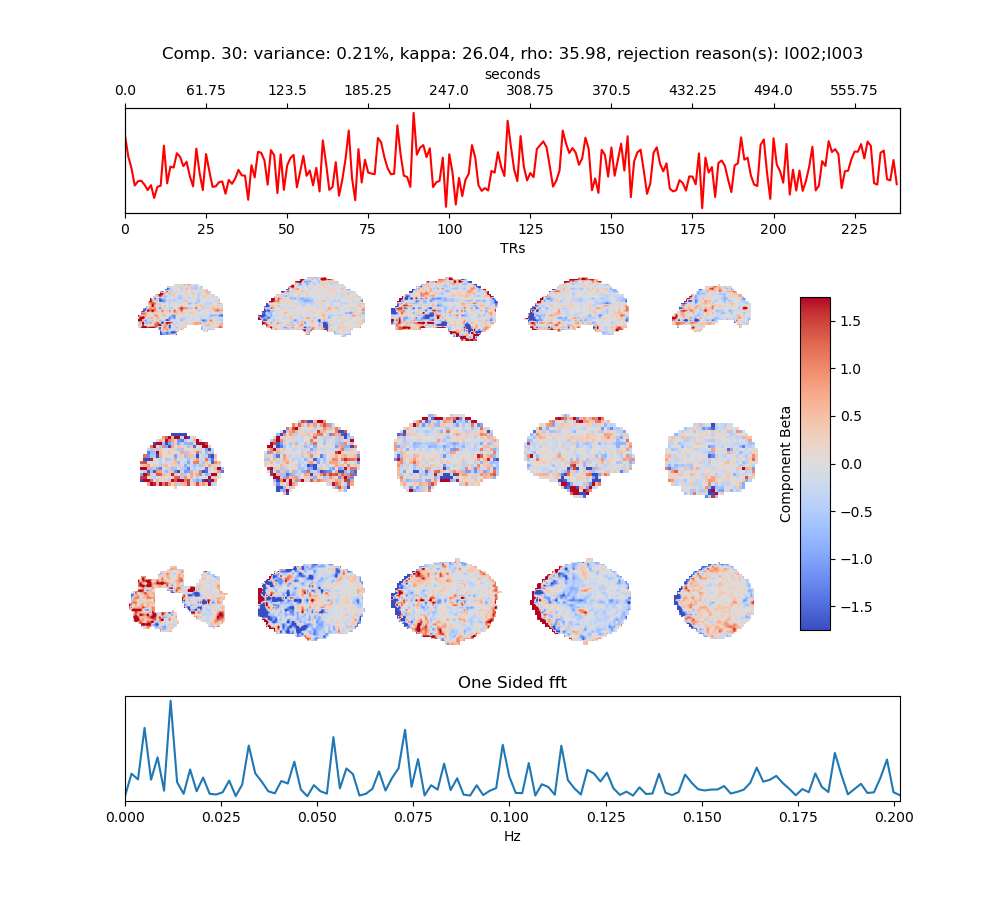 Comp. 30: variance: 0.21%, kappa: 26.04, rho: 35.98, rejection reason(s): I002;I003
seconds
0.0 61.75 123.5 185.25 247.0 308.75 370.5 432.25 494.0 555.75
0 25 50 75 100 125 150 175 200 225
TRs
1.5
1.0
0.5
0.0
−0.5
−1.0
−1.5
Component Beta
One Sided fft
0.000 0.025 0.050 0.075 0.100 0.125 0.150 0.175 0.200
Hz